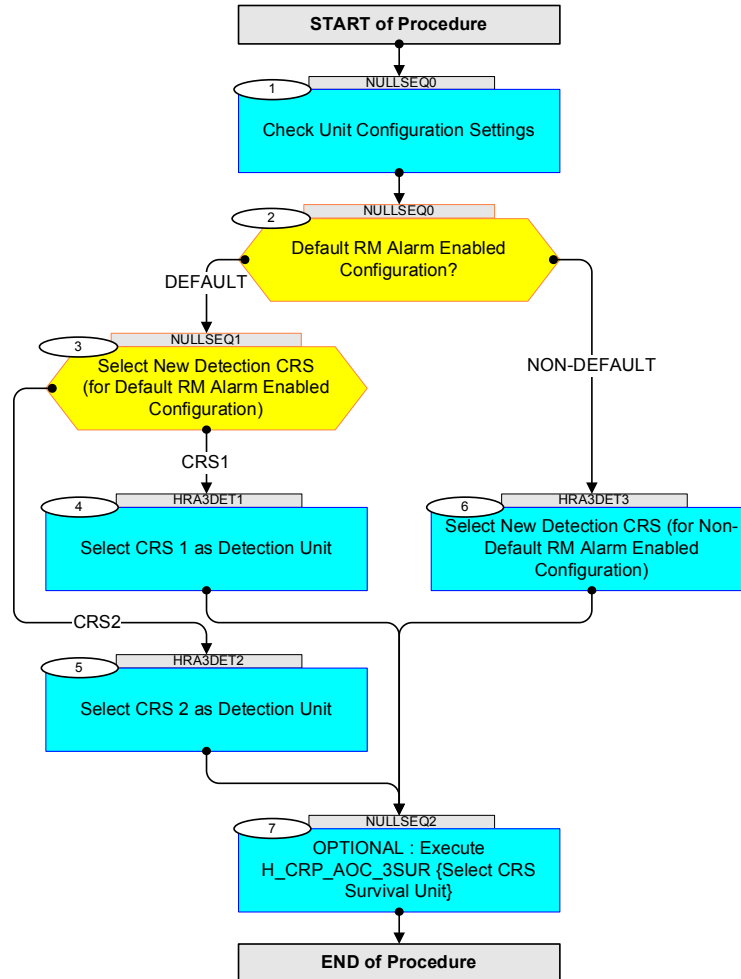 START of Procedure
NULLSEQ0
1
Check Unit Configuration Settings
NULLSEQ0
2
Default RM Alarm Enabled
Configuration?
DEFAULT
NON-DEFAULT
NULLSEQ1
3
Select New Detection CRS
(for Default RM Alarm Enabled
Configuration)
CRS1
HRA3DET1
4
Select CRS 1 as Detection Unit
HRA3DET3
6
Select New Detection CRS (for Non-
Default RM Alarm Enabled
Configuration)
CRS2
HRA3DET2
5
Select CRS 2 as Detection Unit
NULLSEQ2
7
OPTIONAL : Execute
H_CRP_AOC_3SUR {Select CRS
Survival Unit}
END of Procedure